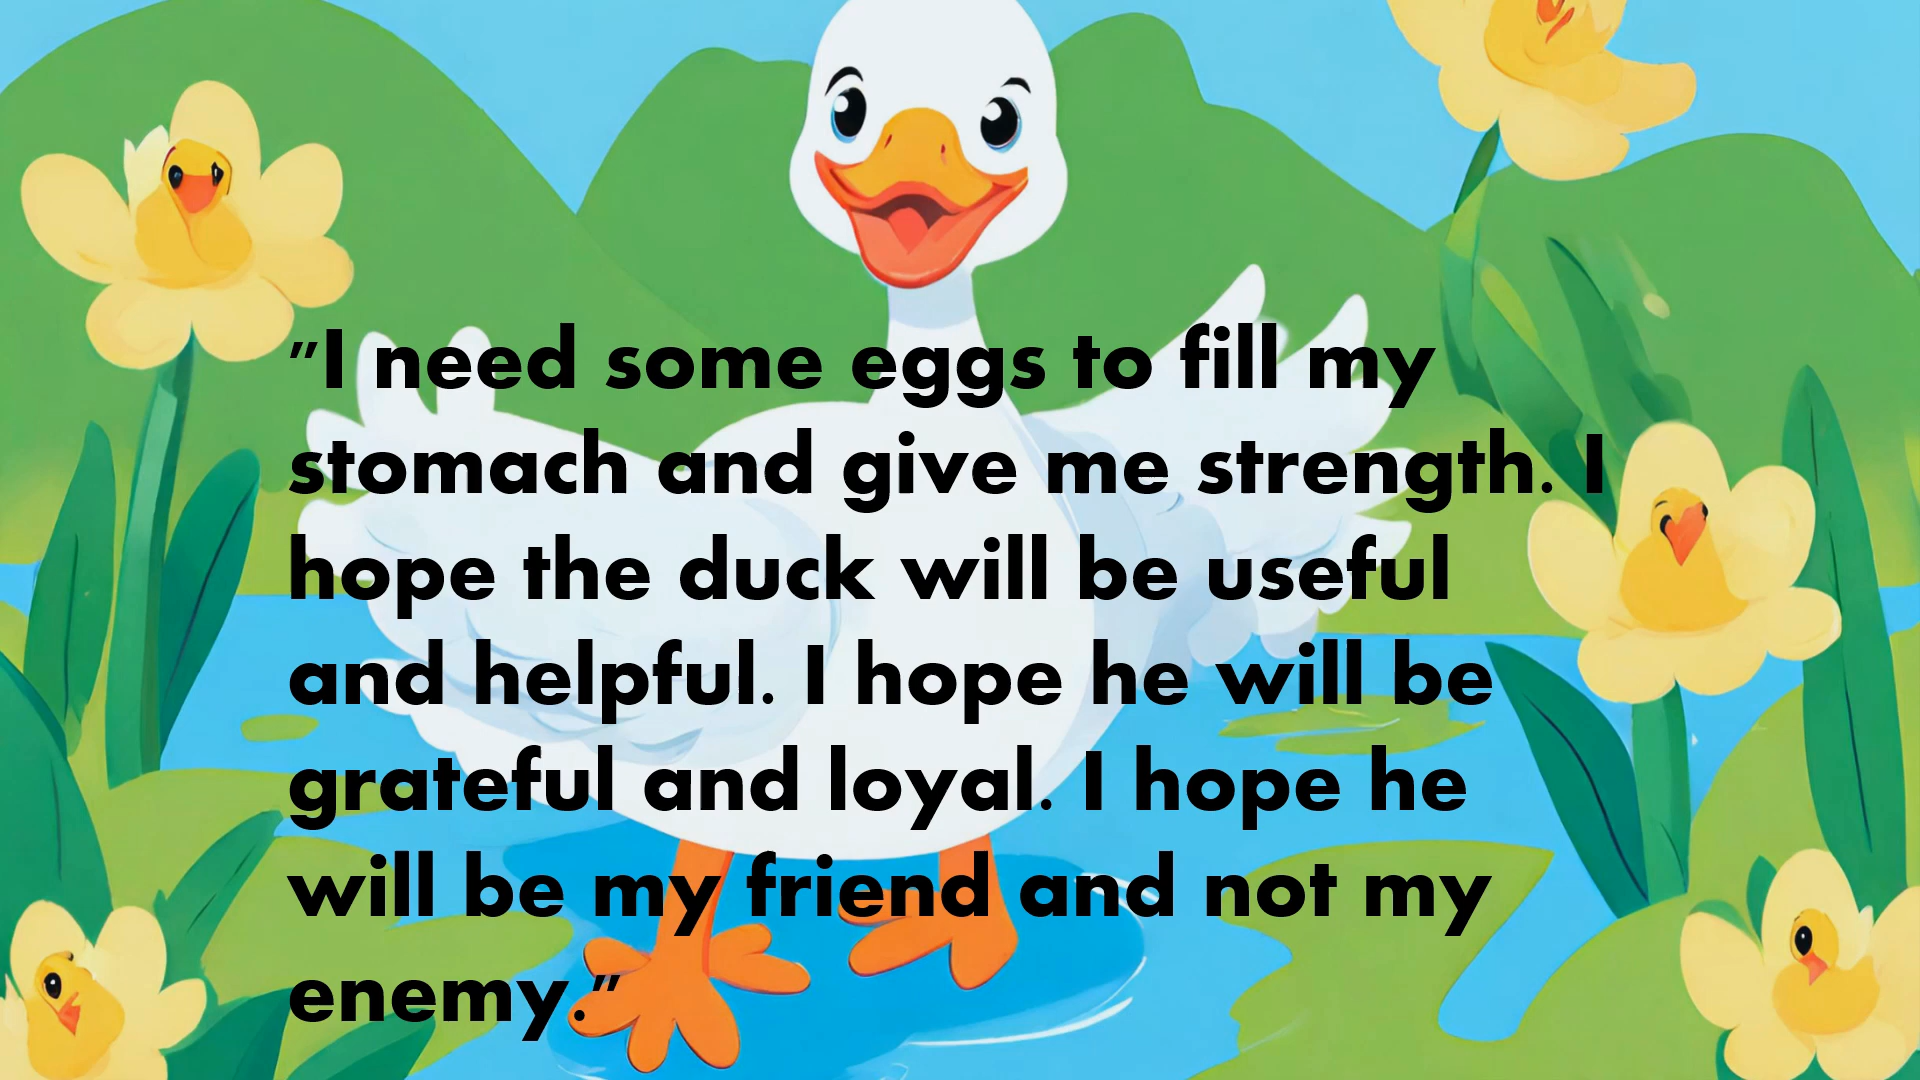 "I need some eggs to fill my
stomach and give me strength. I
hope the duck will be useful
and helpful. I hope he will be
grateful and loyal. I hope he
will be my friend and not my
enemy."